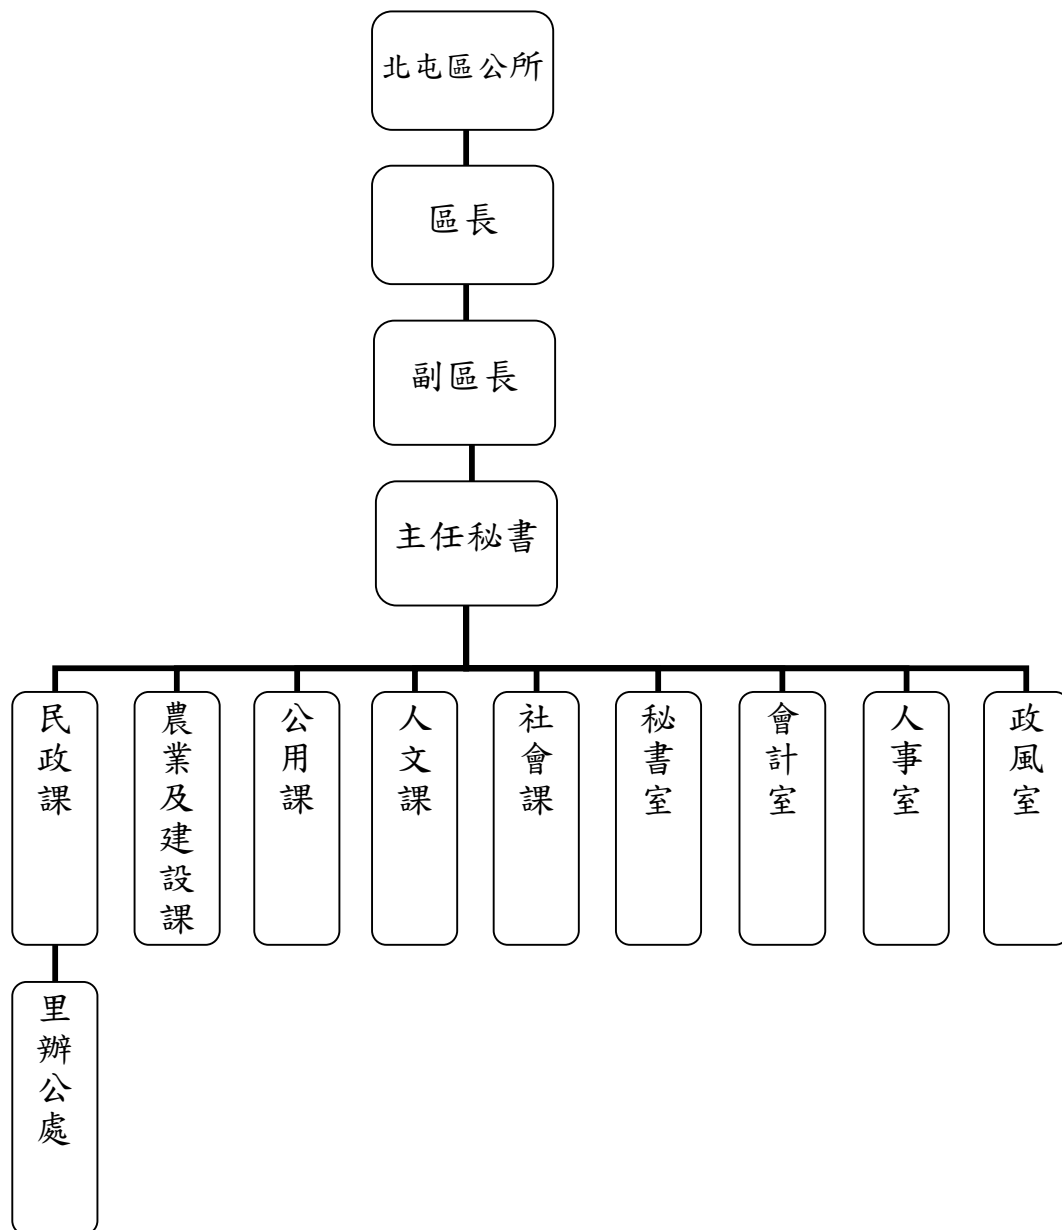 北屯區公所
區長
副區長
主任秘書
民政課
農業及建設課
公用課
人文課
社會課
秘書室
會計室
人事室
政風室
里辦公處